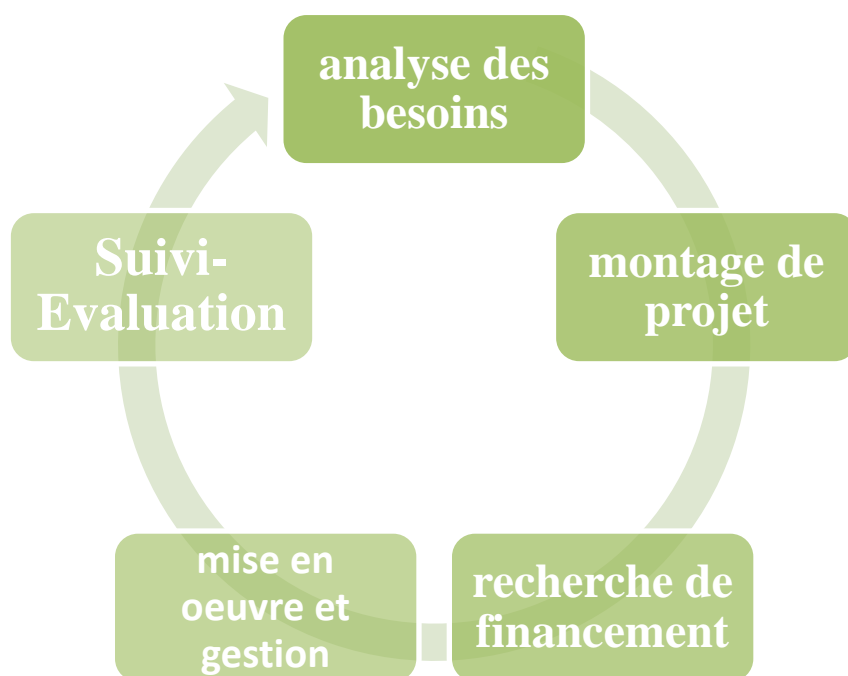 analyse des
besoins
montage de
projet
recherche de
financement
mise en
oeuvre et
gestion
Suivi-
Evaluation